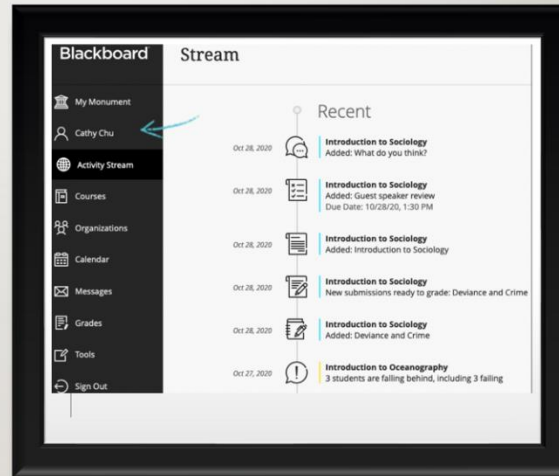 Blackboard
Stream
My Monument
Cathy Chu
Activity Stream
Courses
Organizations
Calendar
Messages
Grades
Tools
Sign Out
Recent
Oct 28, 2020
Introduction to Sociology
Added: What do you think?
Oct 28, 2020
Introduction to Sociology
Added: Guest speaker review
Due Date: 10/28/20, 1:30 PM
Oct 28, 2020
Introduction to Sociology
Added: Introduction to Sociology
Oct 28, 2020
Introduction to Sociology
New submissions ready to grade: Deviance and Crime
Oct 28, 2020
Introduction to Sociology
Added: Deviance and Crime
Oct 27, 2020
Introduction to Oceanography
3 students are falling behind, including 3 failing